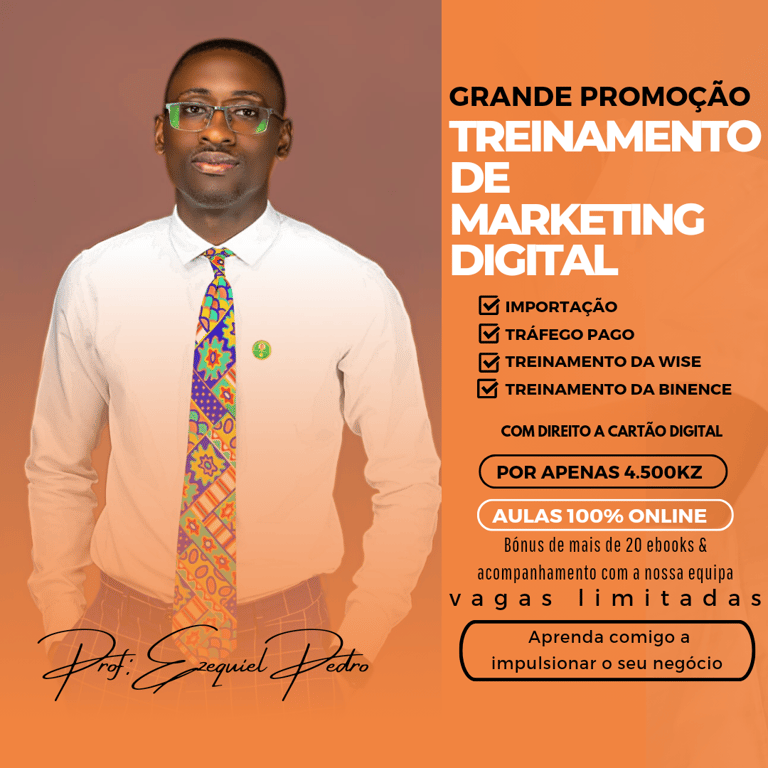 GRANDE PROMOÇÃO
TREINAMENTO
DE
MARKETING
DIGITAL
IMPORTAÇÃO
TRÁFEGO PAGO
TREINAMENTO DA WISE
TREINAMENTO DA BINENCE
COM DIREITO A CARTÃO DIGITAL
POR APENAS 4.500KZ
AULAS 100% ONLINE
Bónus de mais de 20 ebooks &
acompanhamento com a nossa equipa
vagas limitadas
Aprenda comigo a
impulsionar o seu negócio
Prof: Ezequiel Pedro